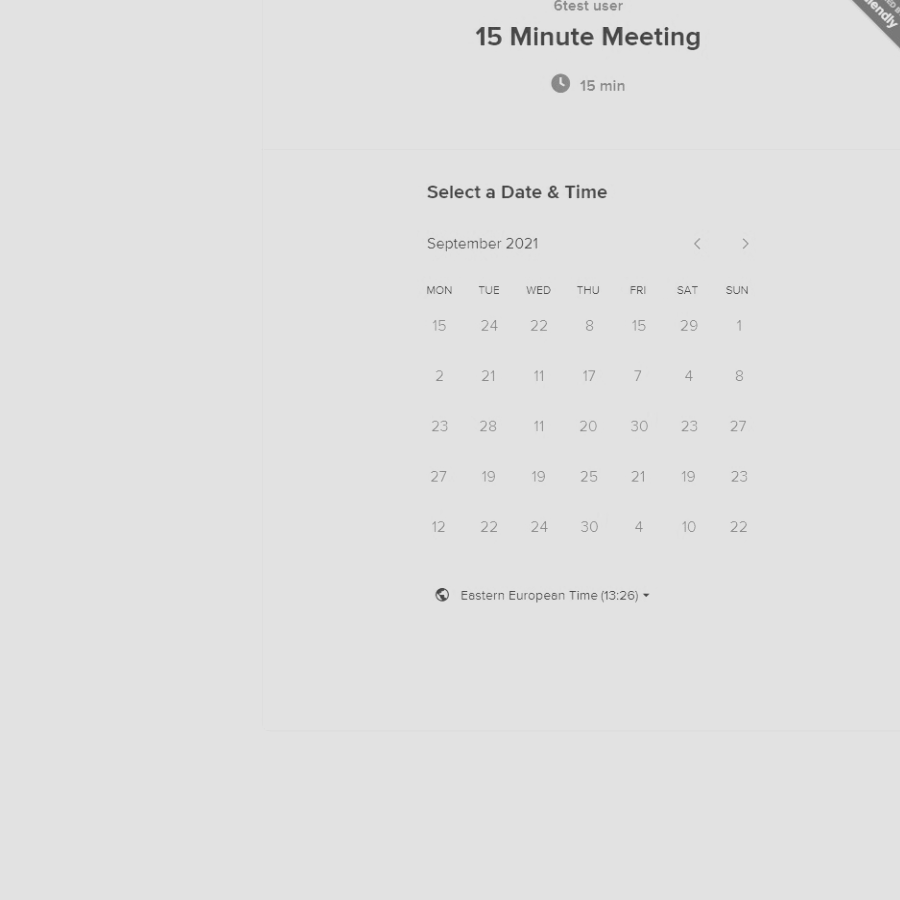 6test user
15 Minute Meeting
15 min
Select a Date & Time
September 2021
MON TUE WED THU FRI SAT SUN
15 24 22 8 15 29 1
2 21 11 17 7 4 8
23 28 11 20 30 23 27
27 19 19 25 21 19 23
12 22 24 30 4 10 22
Eastern European Time (13:26)